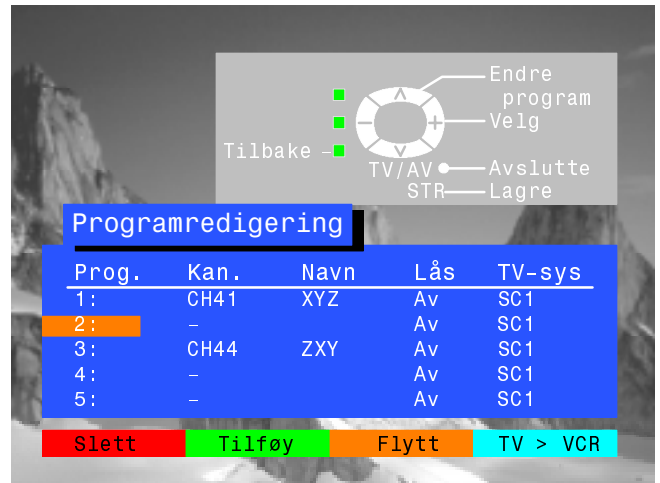 Endre
program
Velg
Tilbake –
TV/AV
Avslutte
STR
Lagre
Programredigering
Prog. Kan. Navn Lås TV–sys
1: CH41 XYZ Av SC1
2: – Av SC1
3: CH44 ZXY Av SC1
4: – Av SC1
5: – Av SC1
Slett Tilføy Flytt TV > VCR